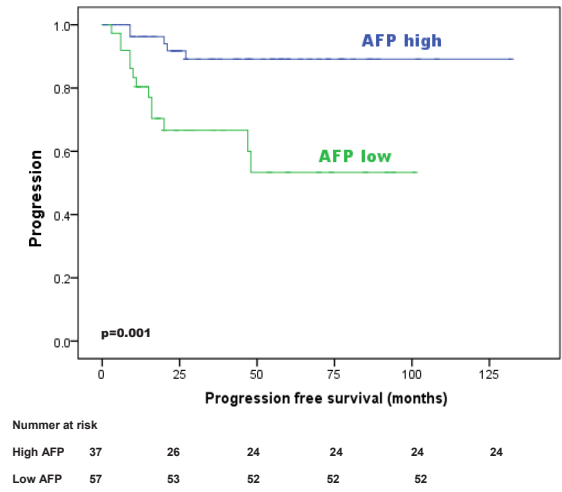 1.0
AFP high
0.8
0.6
AFP low
0.4
0.2
p=0.001
0.0
Progression
0 25 50 75 100 125
Progression free survival (months)
Nummer at risk
High AFP 37 26 24 24 24 24
Low AFP 57 53 52 52 52